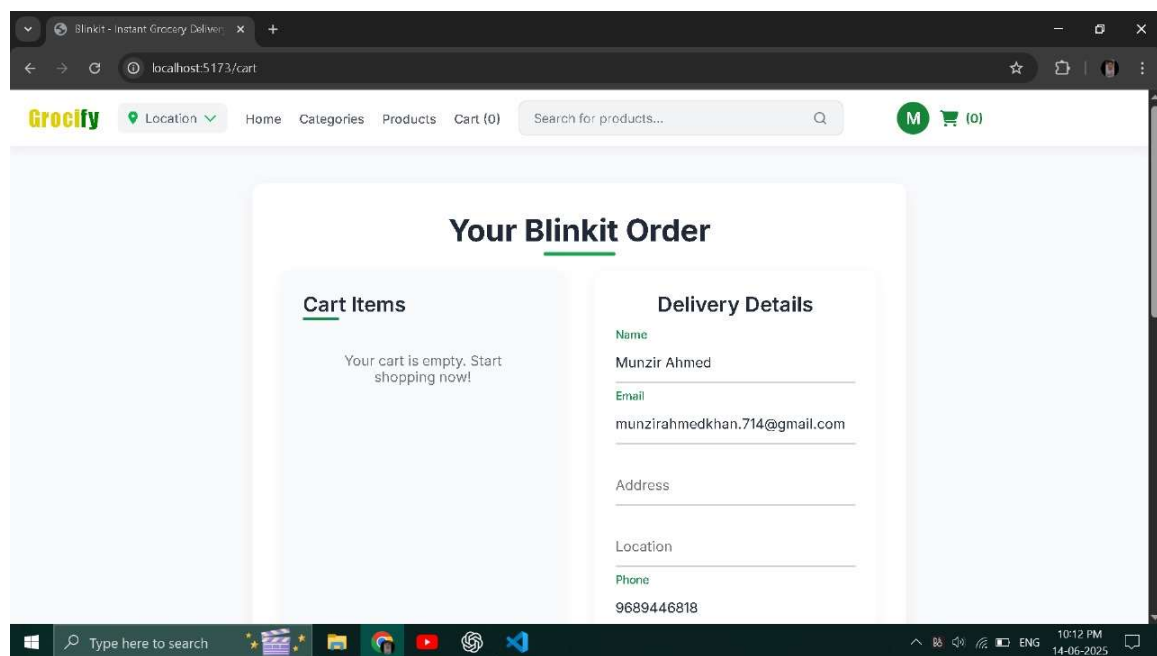 Blinkit - Instant Grocery Deliver
localhost:5173/cart
Grocify Location Home Categories Products Cart (0) Search for products... M (0)
Your Blinkit Order
Cart Items
Your cart is empty. Start
shopping now!
Delivery Details
Name
Munzir Ahmed
Email
munzirahmedkhan.714@gmail.com
Address
Location
Phone
9689446818
Type here to search
ENG
10:12 PM
14-06-2025